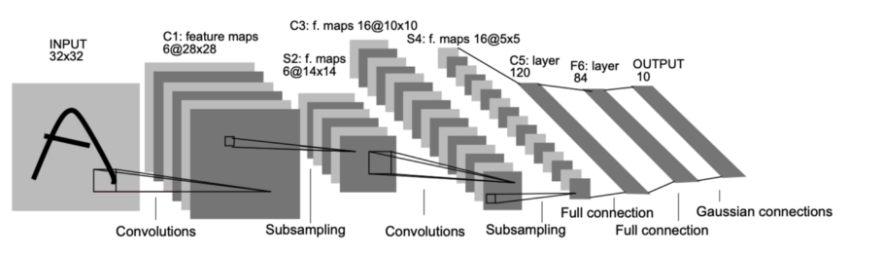 INPUT
32x32
C1: feature maps
6@28x28
S2: f. maps
6@14x14
C3: f. maps 16@10x10
S4: f. maps 16@5x5
C5: layer
120
F6: layer
84
OUTPUT
10
Convolutions
Subsampling
Convolutions
Subsampling
Full connection
Full connection
Gaussian connections